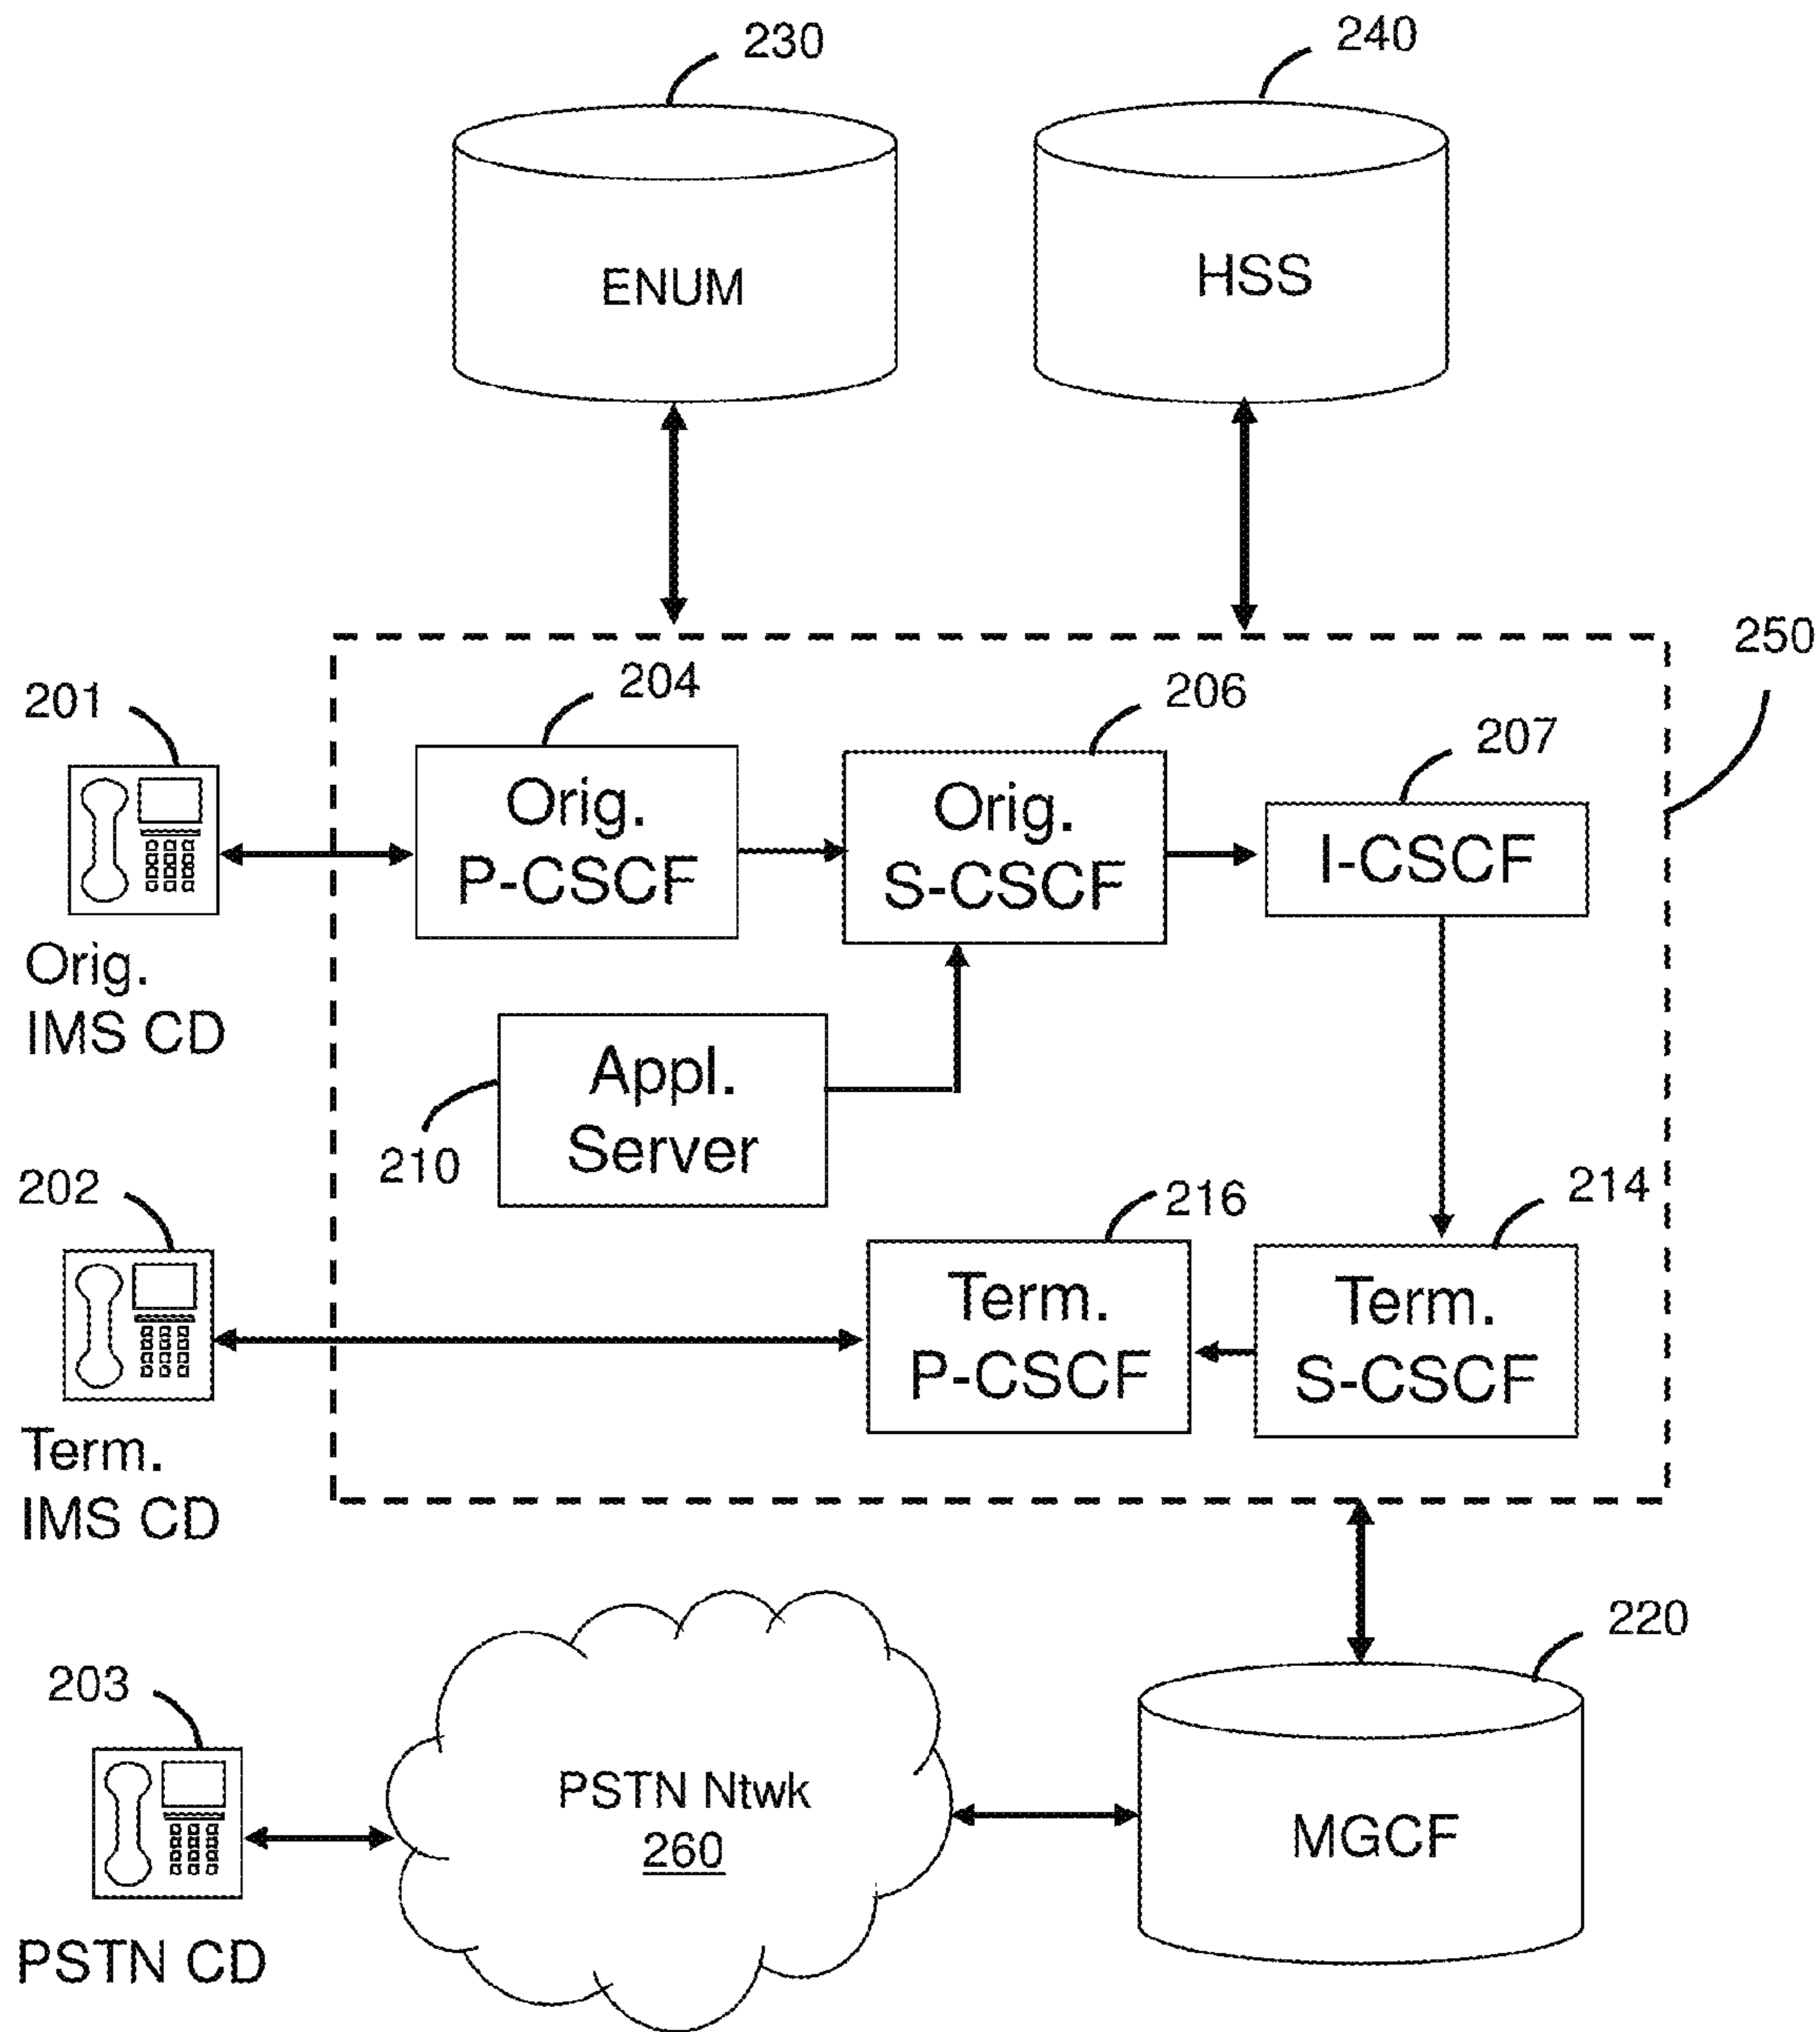 230
240
ENUM
HSS
250
201
204
206
207
Orig.
P-CSCF
Orig.
S-CSCF
I-CSCF
Orig.
IMS CD
Appl.
Server
210
202
216
214
Term.
P-CSCF
Term.
S-CSCF
Term.
IMS CD
220
203
PSTN Ntwk
260
MGCF
PSTN CD